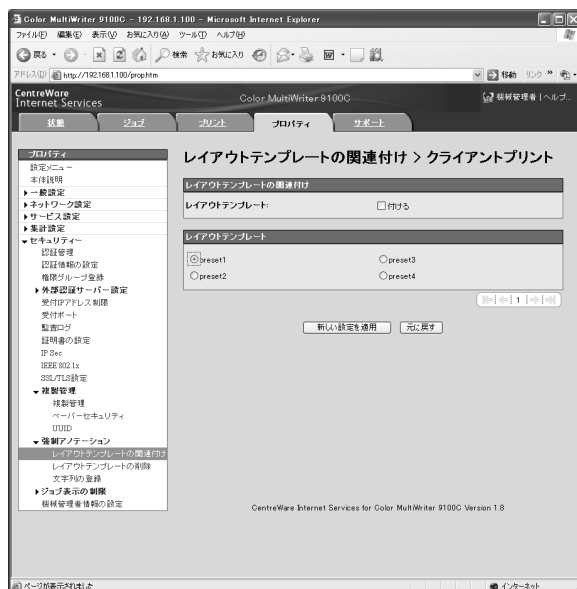 Color MultiWriter 9100C - 192.168.1.100 - Microsoft Internet Explorer
ファイル(F) 編集(E) 表示(V) お気に入り(A) ツール(T) ヘルプ(H)
戻る 検索 お気に入り
アドレス(D) http://192.168.1.100/prop.htm 移動 リンク »
CentreWare
Internet Services
Color MultiWriter 9100C
機械管理者 | ヘルプ...
状態 ジョブ プリント プロパティ サポート
プロパティ
設定メニュー
本体説明
一般設定
ネットワーク設定
サービス設定
集計設定
セキュリティー
認証管理
認証情報の設定
権限グループ登録
外部認証サーバー設定
受付IPアドレス制限
受付ポート
監査ログ
証明書の設定
IP Sec
IEEE 802.1x
SSL/TLS設定
複製管理
複製管理
ペーパーセキュリティ
UUID
強制アノテーション
レイアウトテンプレートの関連付け
レイアウトテンプレートの削除
文字列の登録
ジョブ表示の制限
機械管理者情報の設定
レイアウトテンプレートの関連付け > クライアントプリント
レイアウトテンプレートの関連付け
レイアウトテンプレート: 付ける
レイアウトテンプレート
preset1 preset3
preset2 preset4
1
新しい設定を適用 元に戻す
CentreWare Internet Services for Color MultiWriter 9100C Version 1.8
ページが表示されました インターネット